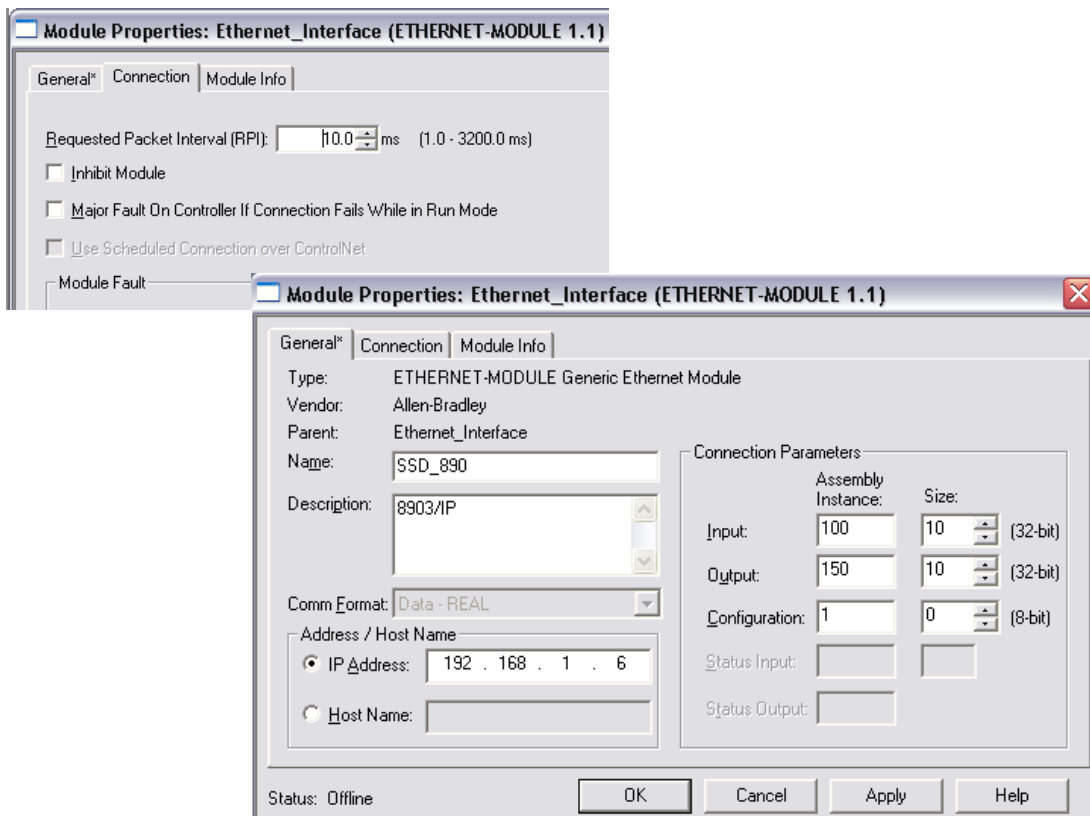 Module Properties: Ethernet_Interface (ETHERNET-MODULE 1.1)
General* Connection Module Info
Requested Packet Interval (RPI): 10.0 ms (1.0 - 3200.0 ms)
Inhibit Module
Major Fault On Controller If Connection Fails While in Run Mode
Use Scheduled Connection over ControlNet
Module Fault
Module Properties: Ethernet_Interface (ETHERNET-MODULE 1.1)
General* Connection Module Info
Type: ETHERNET-MODULE Generic Ethernet Module
Vendor: Allen-Bradley
Parent: Ethernet_Interface
Name: SSD_890
Description: 8903/IP
Comm Format: Data - REAL
Address / Host Name
IP Address: 192 . 168 . 1 . 6
Host Name:
Connection Parameters
Assembly
Instance: Size:
Input: 100 10 (32-bit)
Output: 150 10 (32-bit)
Configuration: 1 0 (8-bit)
Status Input:
Status Output:
Status: Offline OK Cancel Apply Help